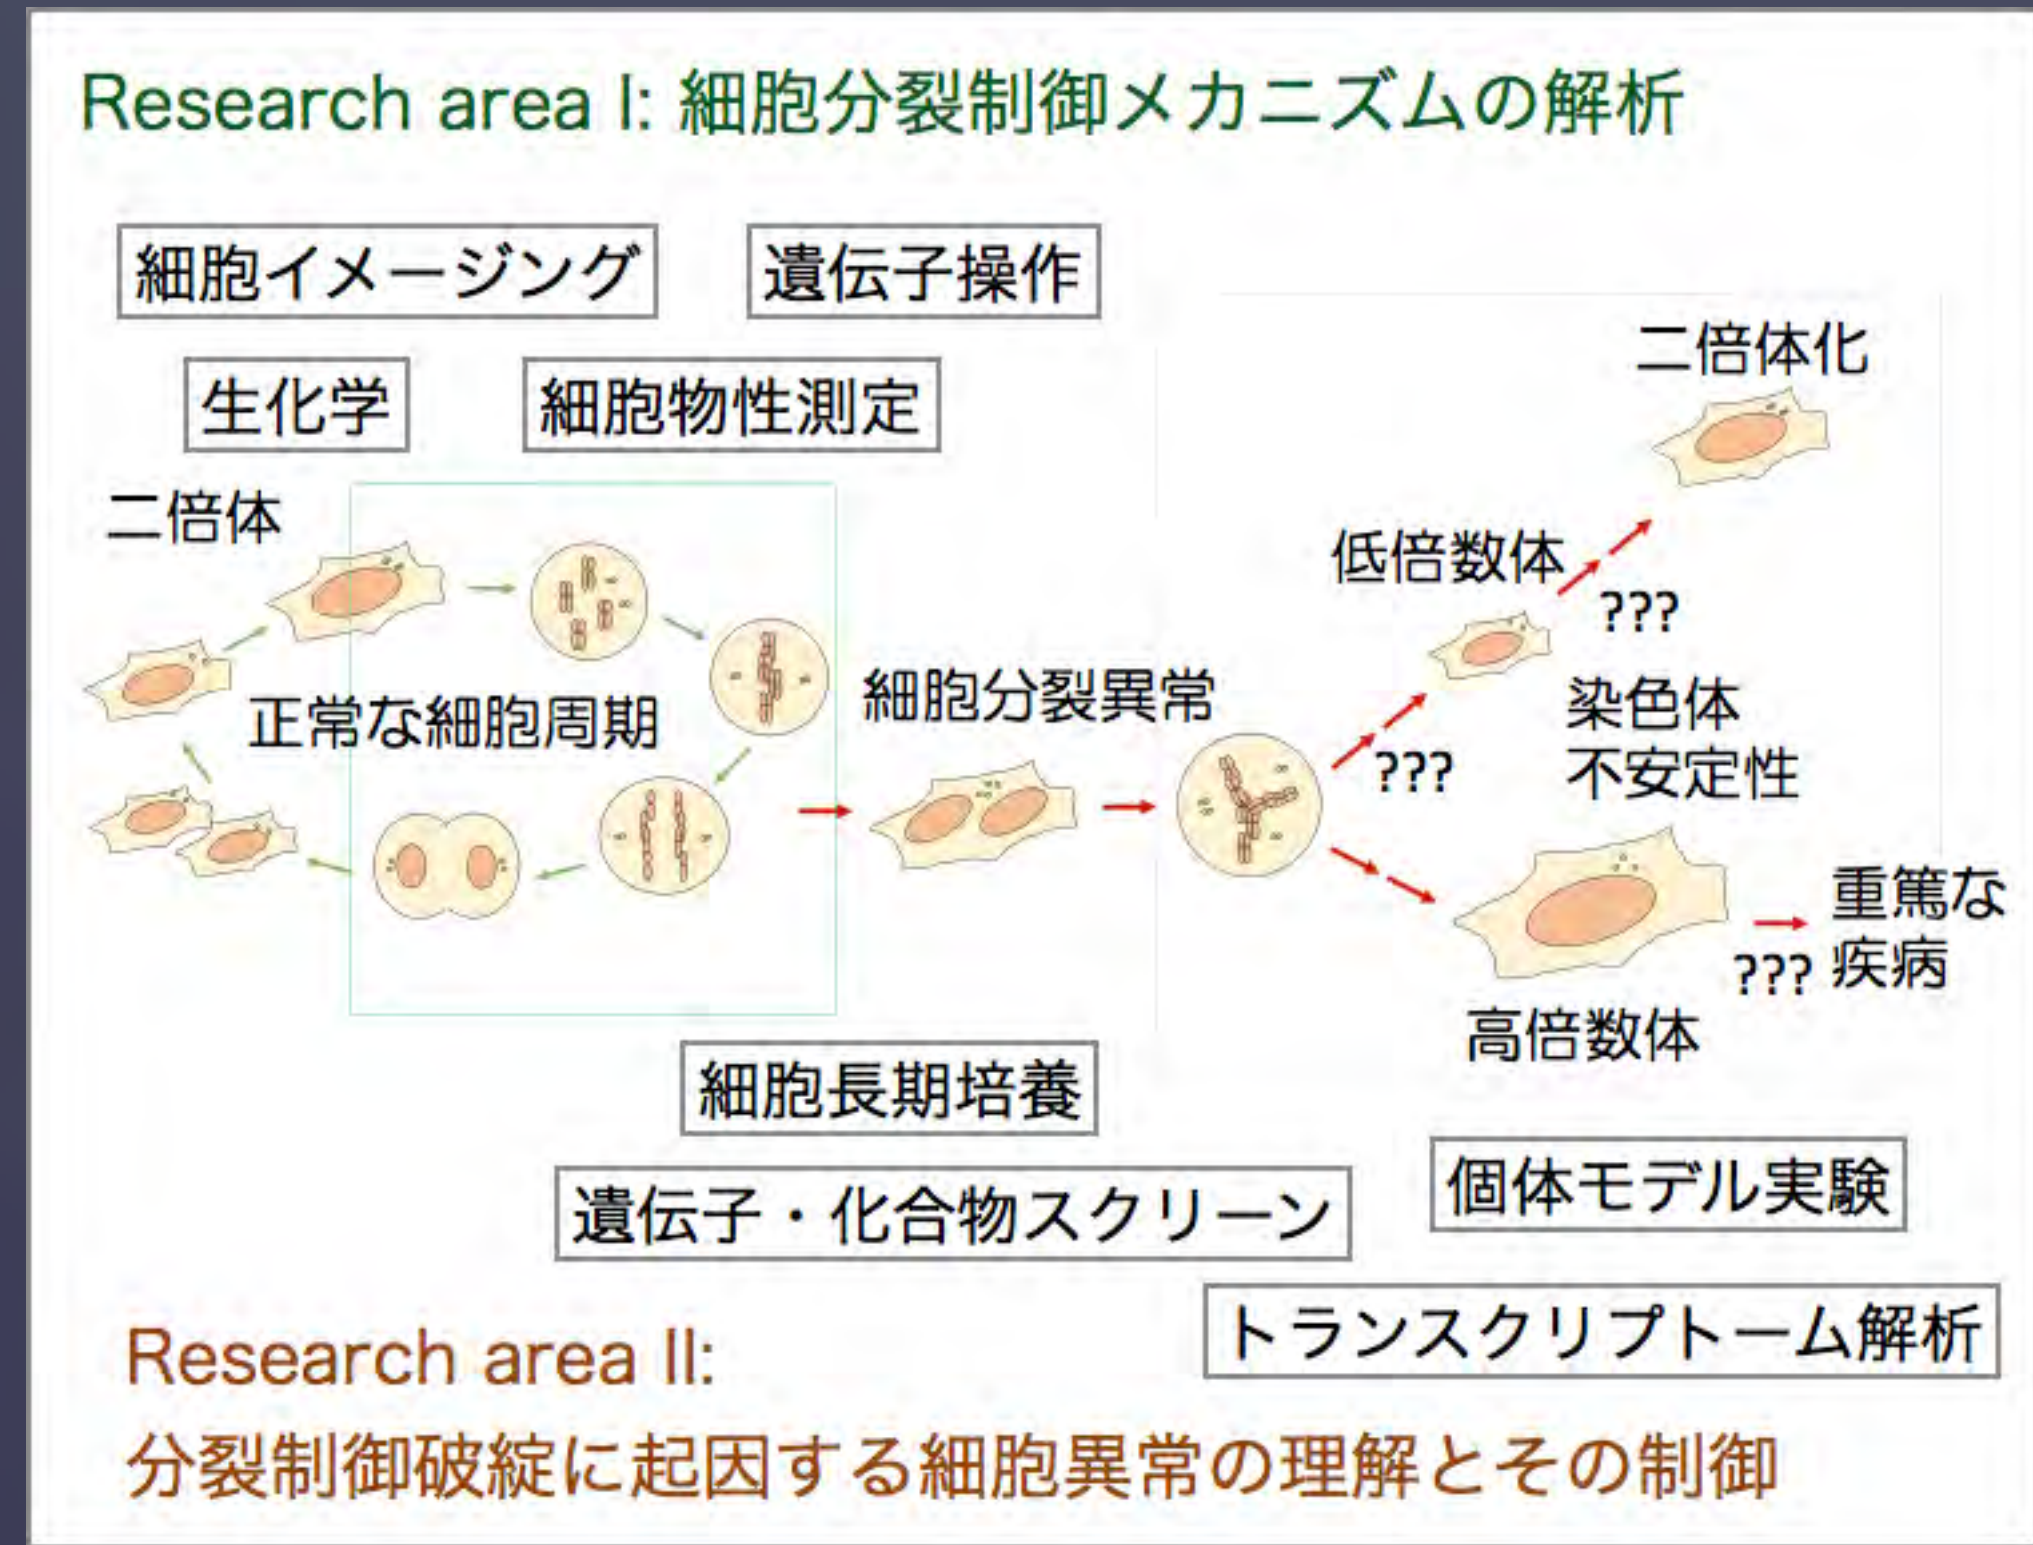 Research area I: 細胞分裂制御メカニズムの解析
細胞イメージング
遺伝子操作
生化学
細胞物性測定
二倍体
正常な細胞周期
細胞分裂異常
二倍体化
低倍数体
???
???
染色体
不安定性
重篤な
疾病
???
高倍数体
細胞長期培養
遺伝子・化合物スクリーン
個体モデル実験
トランスクリプトーム解析
Research area II:
分裂制御破綻に起因する細胞異常の理解とその制御